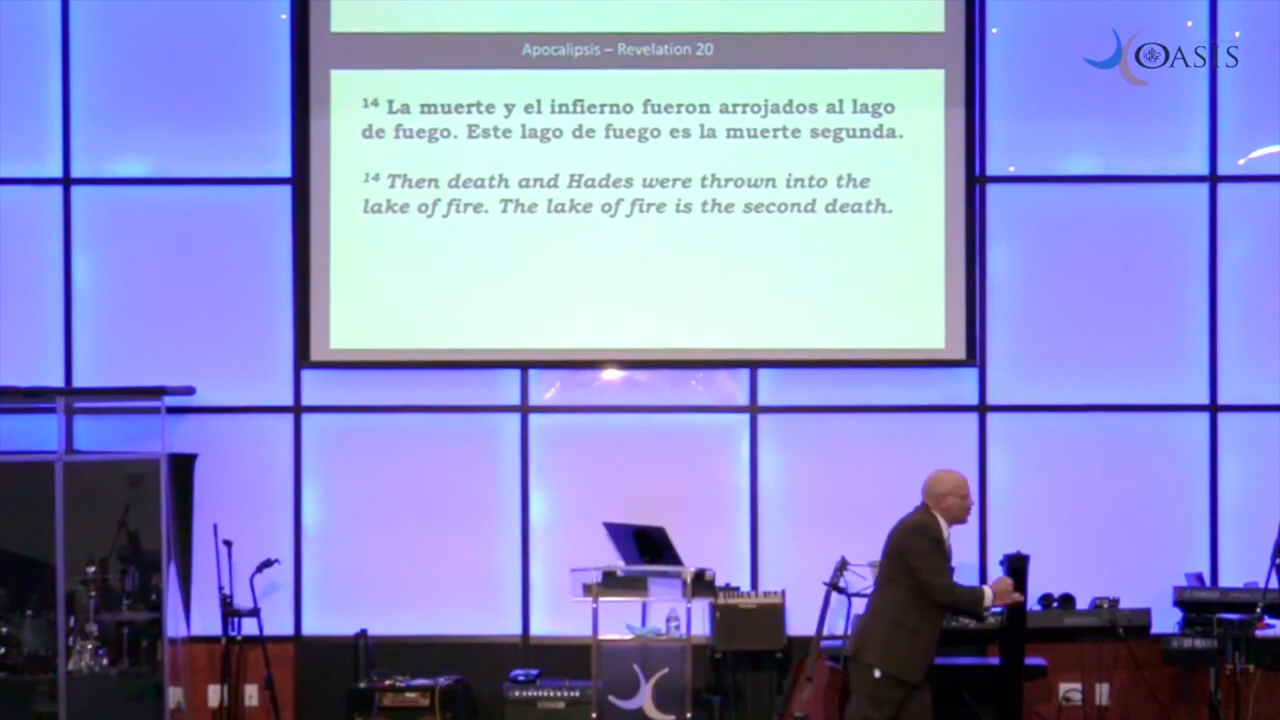 OASIS
Apocalipsis – Revelation 20
14 La muerte y el infierno fueron arrojados al lago
de fuego. Este lago de fuego es la muerte segunda.
14 Then death and Hades were thrown into the
lake of fire. The lake of fire is the second death.